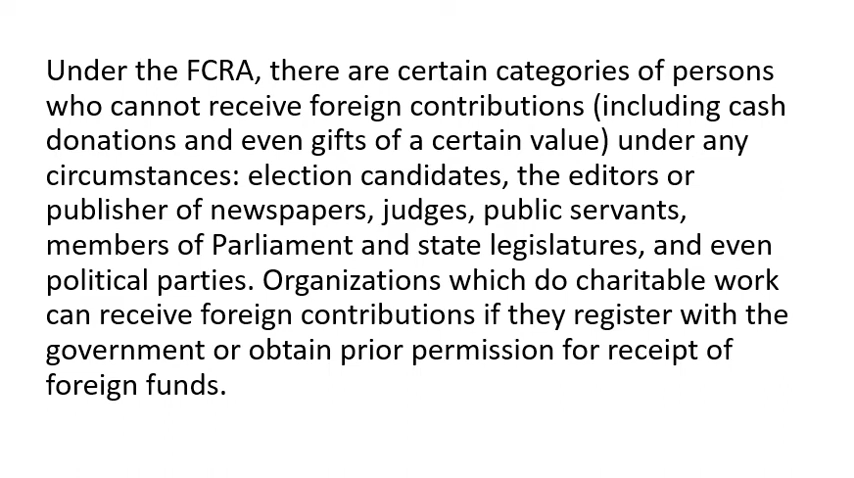 Under the FCRA, there are certain categories of persons
who cannot receive foreign contributions (including cash
donations and even gifts of a certain value) under any
circumstances: election candidates, the editors or
publisher of newspapers, judges, public servants,
members of Parliament and state legislatures, and even
political parties. Organizations which do charitable work
can receive foreign contributions if they register with the
government or obtain prior permission for receipt of
foreign funds.